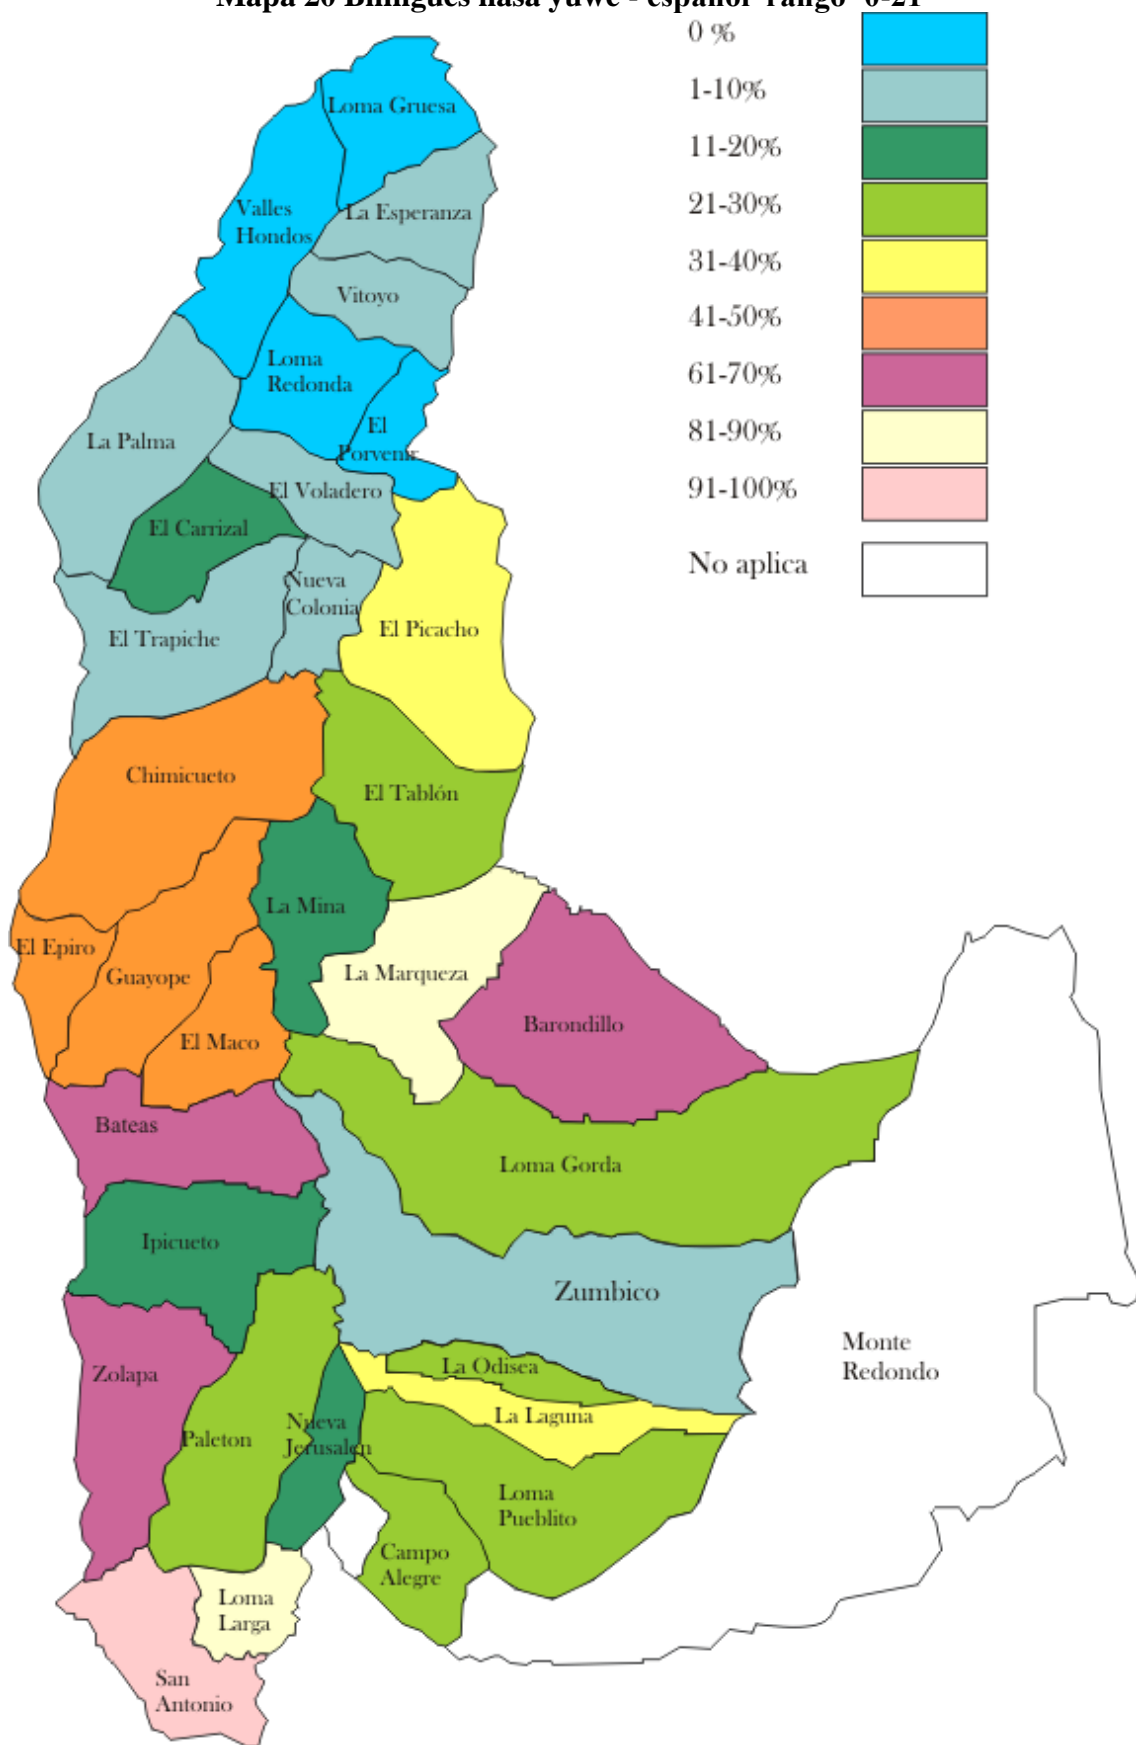 Mapa 20 Bilingües nasa yuwe - español rango 0-21
0 %
1-10%
11-20%
21-30%
31-40%
41-50%
61-70%
81-90%
91-100%
No aplica
Loma Gruesa
Valles
Hondos
La Esperanza
Vitoyo
Loma
Redonda
El
Porvenir
La Palma
El Voladero
El Carrizal
Nueva
Colonia
El Trapiche
El Picacho
Chimicueto
El Tablón
La Mina
El Epiro
Guayope
La Marqueza
El Maco
Barondillo
Bateas
Loma Gorda
Ipicueto
Zumbico
Monte
Redondo
Zolapa
La Odisea
La Laguna
Paleton
Nueva
Jerusalen
Loma
Pueblito
Campo
Alegre
Loma
Larga
San
Antonio